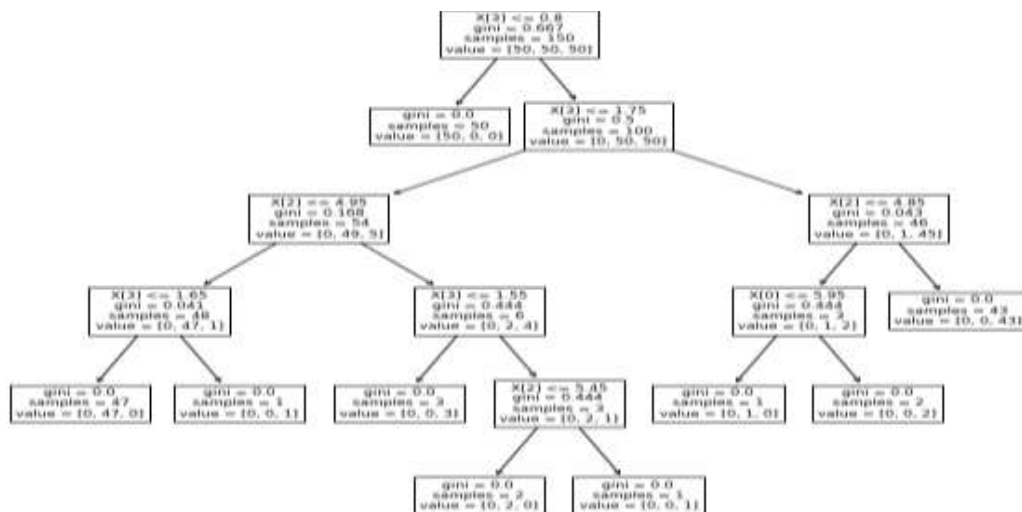 X[3] <= 0.8
gini = 0.667
samples = 150
value = [50, 50, 50]
gini = 0.0
samples = 50
value = [50, 0, 0]
X[3] <= 1.75
gini = 0.5
samples = 100
value = [0, 50, 50]
X[2] <= 4.95
gini = 0.168
samples = 54
value = [0, 49, 5]
X[2] <= 4.85
gini = 0.043
samples = 46
value = [0, 1, 45]
X[3] <= 1.65
gini = 0.041
samples = 48
value = [0, 47, 1]
X[3] <= 1.55
gini = 0.444
samples = 6
value = [0, 2, 4]
X[0] <= 5.95
gini = 0.444
samples = 3
value = [0, 1, 2]
gini = 0.0
samples = 43
value = [0, 0, 43]
gini = 0.0
samples = 47
value = [0, 47, 0]
gini = 0.0
samples = 1
value = [0, 0, 1]
gini = 0.0
samples = 3
value = [0, 0, 3]
X[2] <= 5.45
gini = 0.444
samples = 3
value = [0, 2, 1]
gini = 0.0
samples = 1
value = [0, 1, 0]
gini = 0.0
samples = 2
value = [0, 0, 2]
gini = 0.0
samples = 2
value = [0, 2, 0]
gini = 0.0
samples = 1
value = [0, 0, 1]